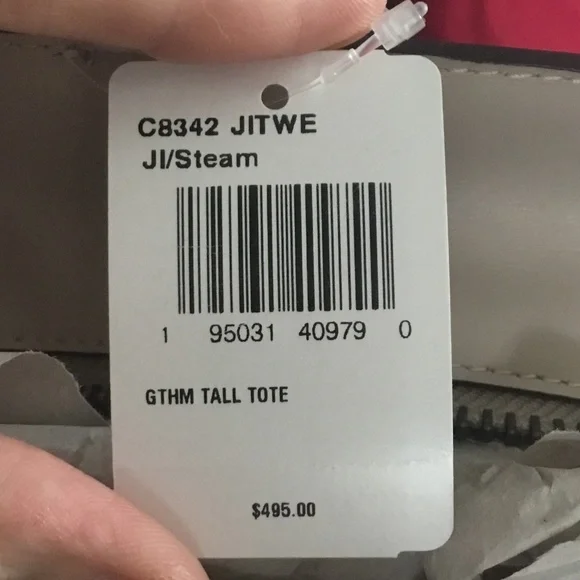 C8342 JITWE
JI/Steam
1 95031 40979 0
GTHM TALL TOTE
$495.00